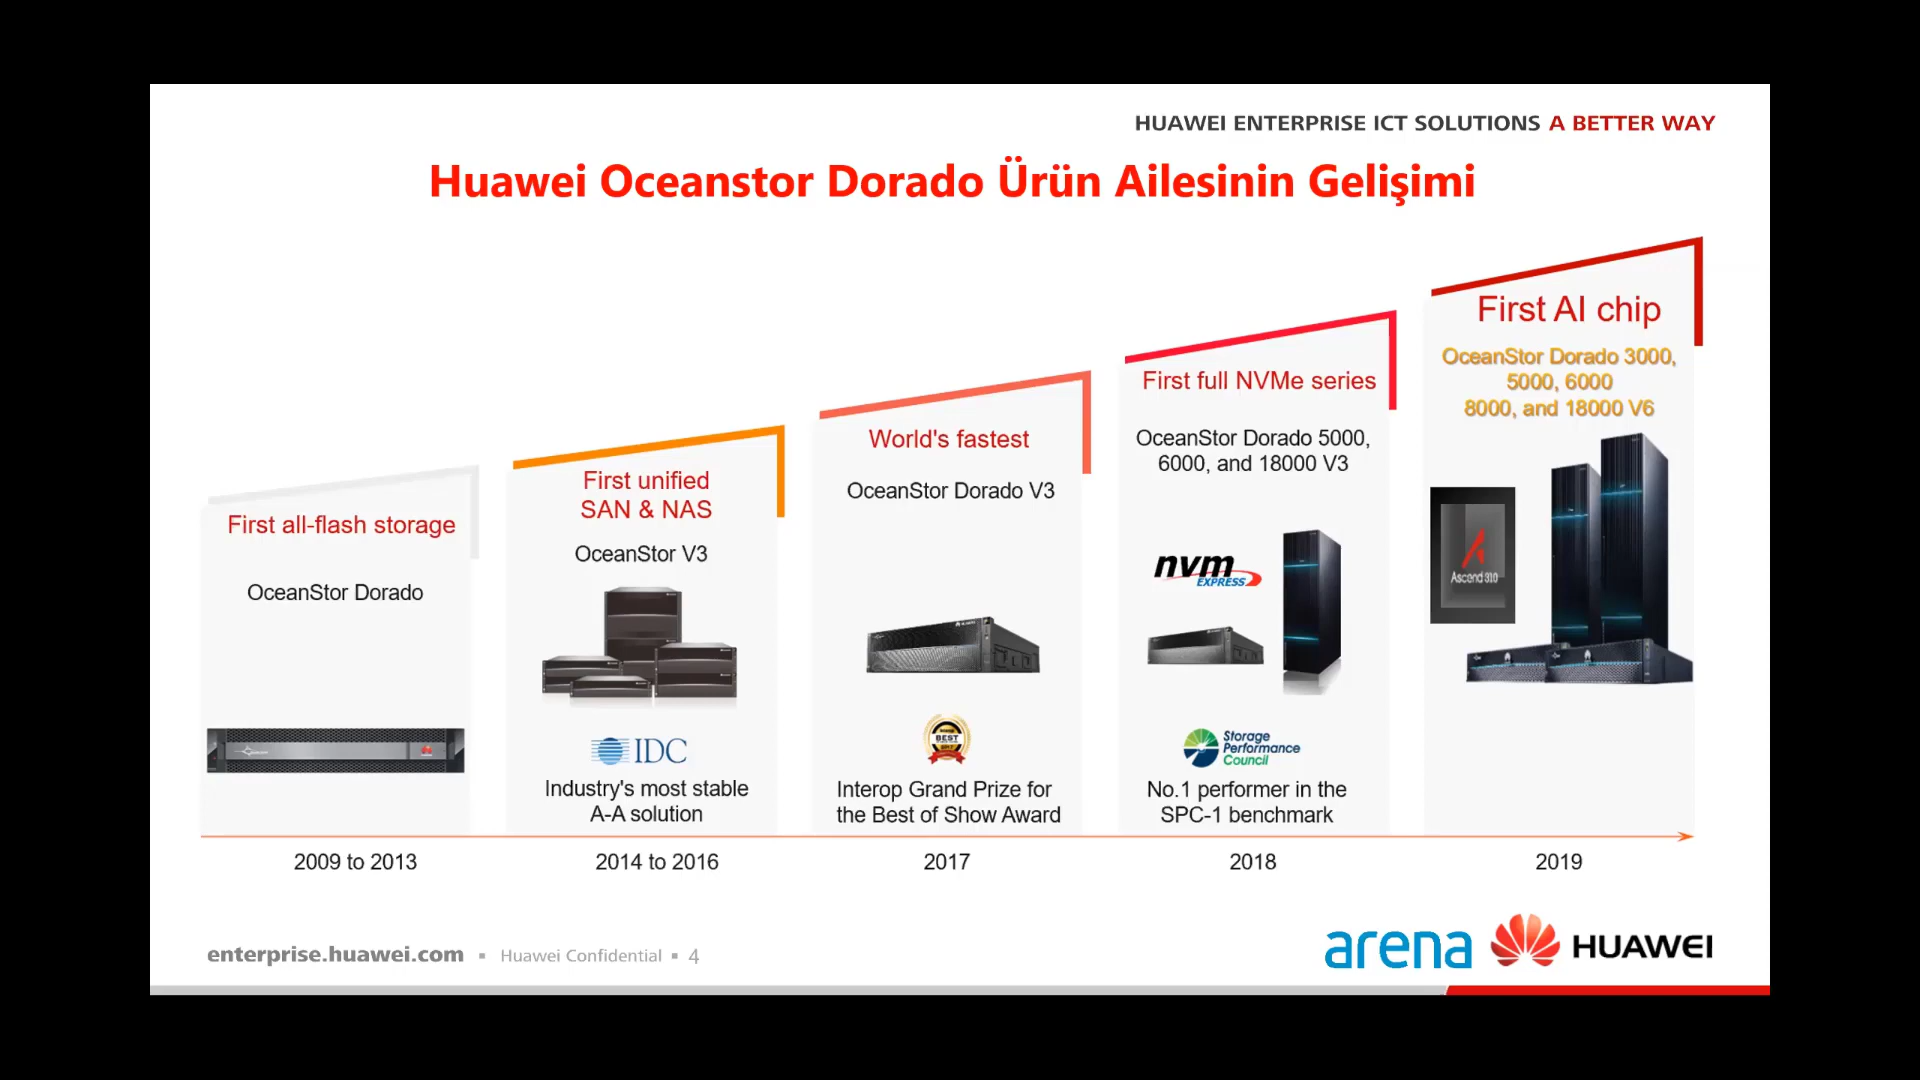 HUAWEI ENTERPRISE ICT SOLUTIONS A BETTER WAY
Huawei Oceanstor Dorado Ürün Ailesinin Gelişimi
First all-flash storage
OceanStor Dorado
2009 to 2013
First unified
SAN & NAS
OceanStor V3
IDC
Industry's most stable
A-A solution
2014 to 2016
World's fastest
OceanStor Dorado V3
BEST
Interop Grand Prize for
the Best of Show Award
2017
First full NVMe series
OceanStor Dorado 5000,
6000, and 18000 V3
nvm
EXPRESS
Storage
Performance
Council
No.1 performer in the
SPC-1 benchmark
2018
First AI chip
OceanStor Dorado 3000,
5000, 6000
8000, and 18000 V6
Ascend 310
2019
enterprise.huawei.com ▪ Huawei Confidential ▪ 4
arena
HUAWEI